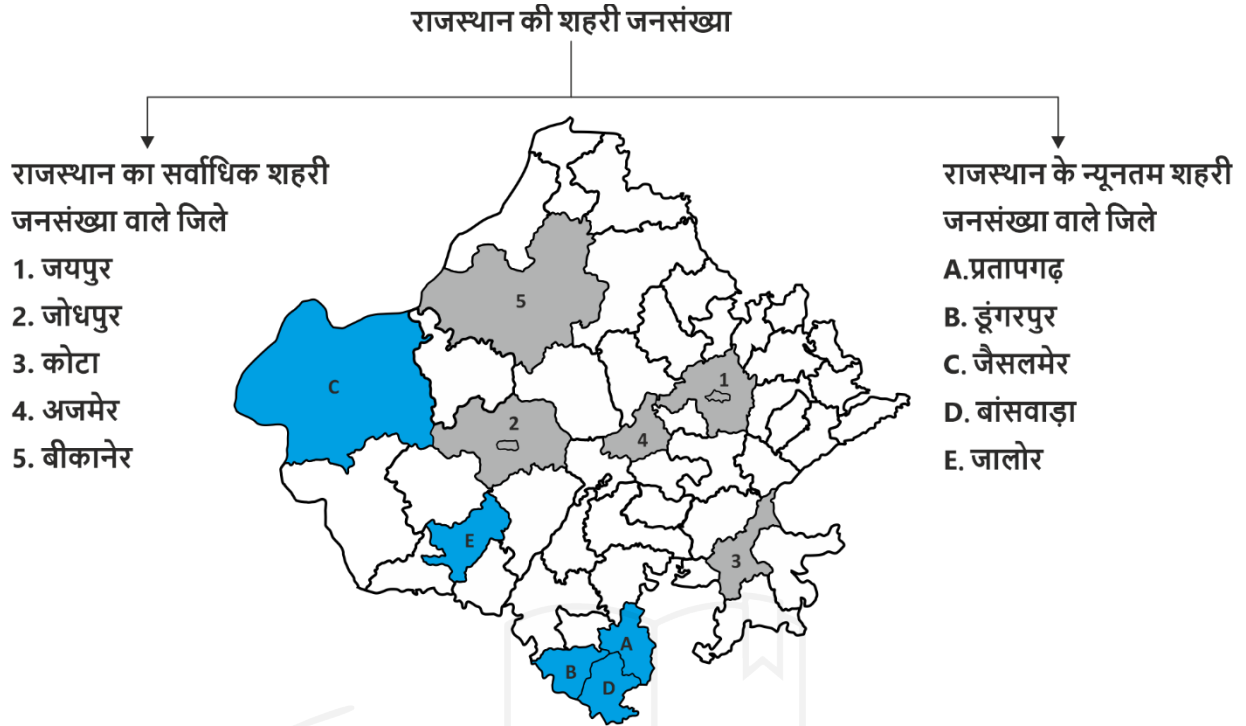 राजस्थान की शहरी जनसंख्या
राजस्थान का सर्वाधिक शहरी
जनसंख्या वाले जिले
1. जयपुर
2. जोधपुर
3. कोटा
4. अजमेर
5. बीकानेर
राजस्थान के न्यूनतम शहरी
जनसंख्या वाले जिले
A.प्रतापगढ़
B. डूंगरपुर
C. जैसलमेर
D. बांसवाड़ा
E. जालोर
5
C
1
2
4
E
3
A
B
D